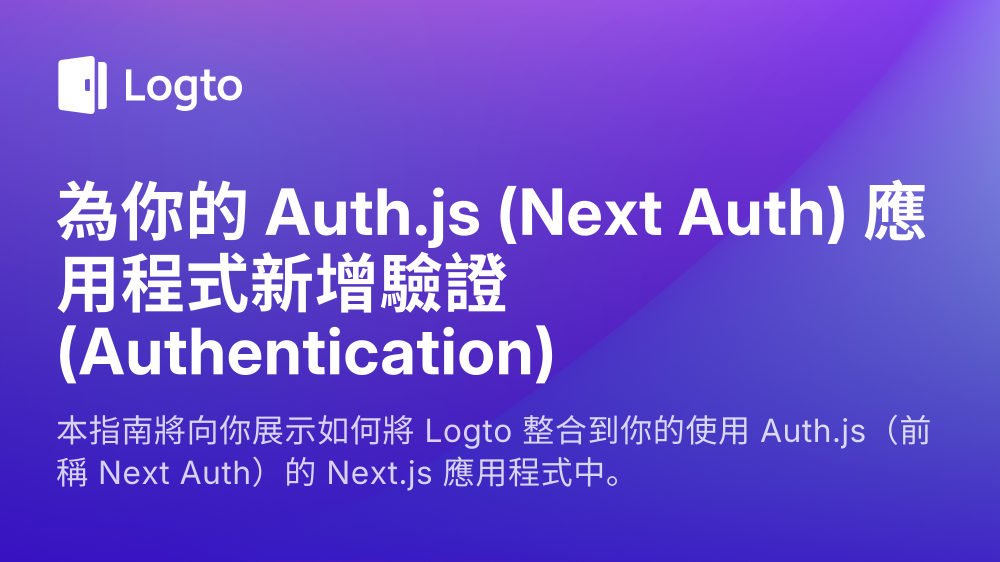 Logto
為你的 Auth.js (Next Auth) 應
用程式新增驗證
(Authentication)
本指南將向你展示如何將 Logto 整合到你的使用 Auth.js（前
稱 Next Auth）的 Next.js 應用程式中。